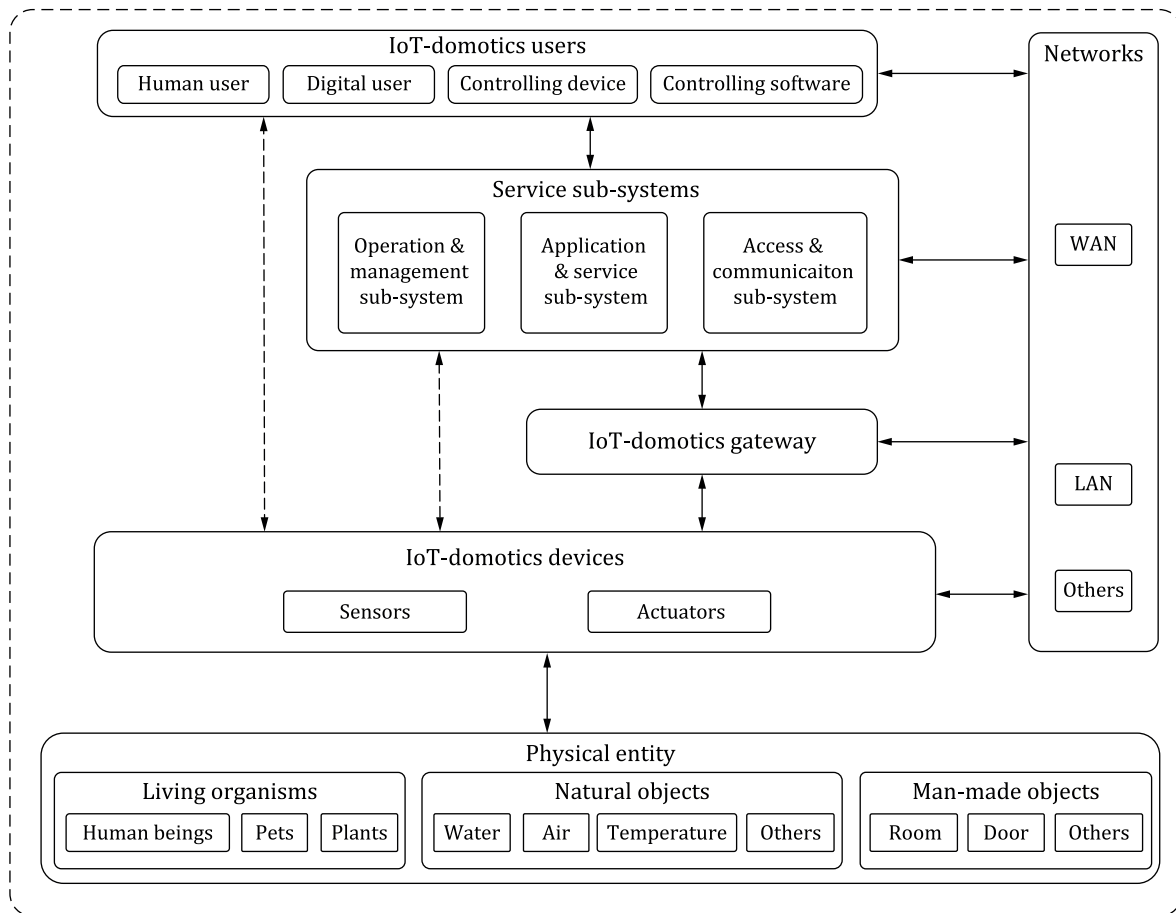 IoT-domotics users
Human user
Digital user
Controlling device
Controlling software
Networks
Service sub-systems
Operation &
management
sub-system
Application
& service
sub-system
Access &
communicaiton
sub-system
WAN
IoT-domotics gateway
LAN
IoT-domotics devices
Sensors
Actuators
Others
Physical entity
Living organisms
Human beings
Pets
Plants
Natural objects
Water
Air
Temperature
Others
Man-made objects
Room
Door
Others